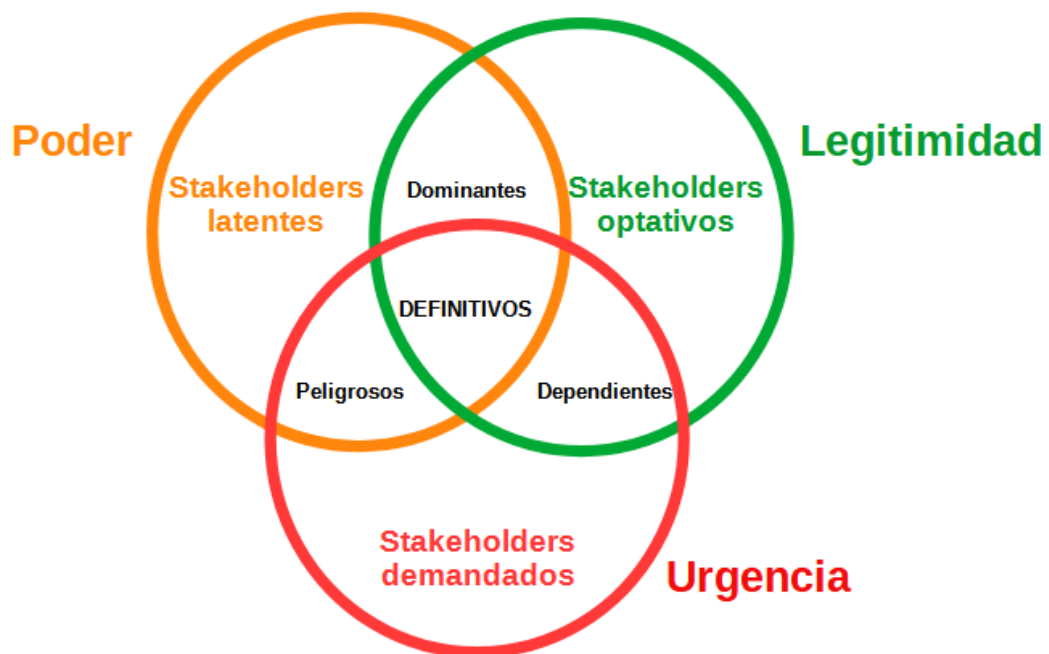 Poder
Legitimidad
Stakeholders
latentes
Dominantes
Stakeholders
optativos
DEFINITIVOS
Peligrosos
Dependientes
Stakeholders
demandados
Urgencia